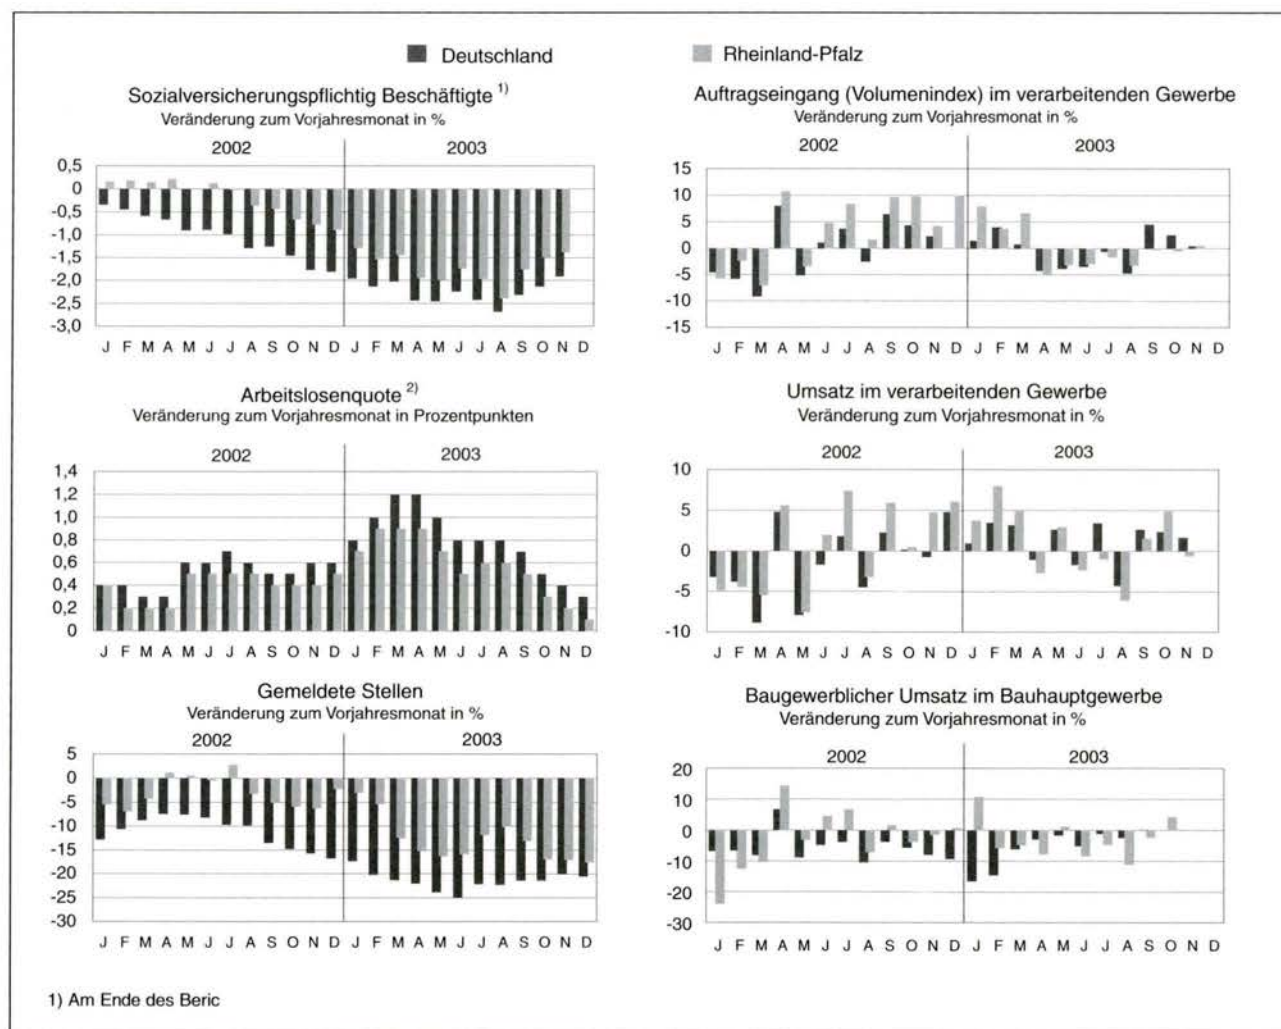 Deutschland
Rheinland-Pfalz
Sozialversicherungspflichtig Beschäftigte 1)
Veränderung zum Vorjahresmonat in %
2002 2003
0,5
0
-0,5
-1,0
-1,5
-2,0
-2,5
-3,0
J F M A M J J A S O N D J F M A M J J A S O N D
Auftragseingang (Volumenindex) im verarbeitenden Gewerbe
Veränderung zum Vorjahresmonat in %
2002 2003
15
10
5
0
-5
-10
-15
J F M A M J J A S O N D J F M A M J J A S O N D
Arbeitslosenquote 2)
Veränderung zum Vorjahresmonat in Prozentpunkten
2002 2003
1,4
1,2
1,0
0,8
0,6
0,4
0,2
0
J F M A M J J A S O N D J F M A M J J A S O N D
Umsatz im verarbeitenden Gewerbe
Veränderung zum Vorjahresmonat in %
2002 2003
10
5
0
-5
-10
J F M A M J J A S O N D J F M A M J J A S O N D
Gemeldete Stellen
Veränderung zum Vorjahresmonat in %
2002 2003
5
0
-5
-10
-15
-20
-25
-30
J F M A M J J A S O N D J F M A M J J A S O N D
Baugewerblicher Umsatz im Bauhauptgewerbe
Veränderung zum Vorjahresmonat in %
2002 2003
20
10
0
-10
-20
-30
J F M A M J J A S O N D J F M A M J J A S O N D
1) Am Ende des Beric